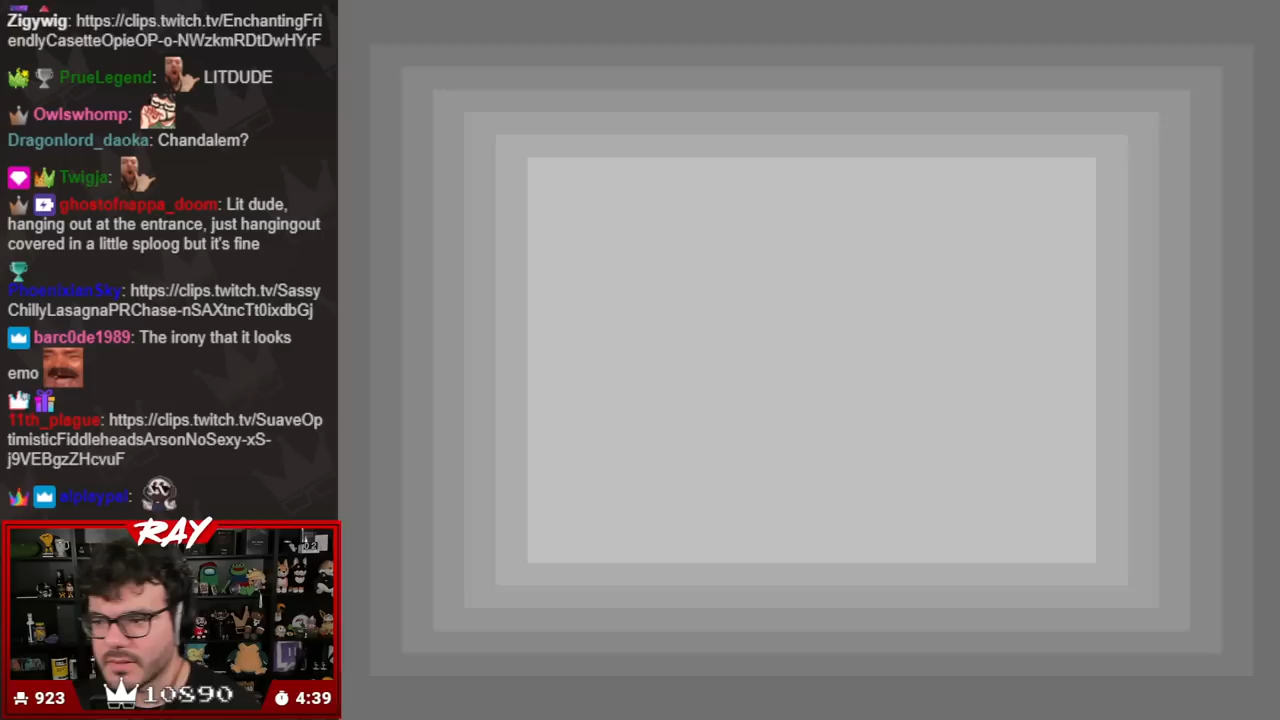 Zigywig: https://clips.twitch.tv/EnchantingFri
endlyCasetteOpieOP-o-NWzkmRDtDwHYrF
PrueLegend: LITDUDE
Owlswhomp:
Dragonlord_daoka: Chandalem?
Twigja:
ghostofnappa_doom: Lit dude,
hanging out at the entrance, just hangingout
covered in a little sploog but it's fine
PhoenixianSky: https://clips.twitch.tv/Sassy
ChillyLasagnaPRChase-nSAXtncTt0ixdbGj
barc0de1989: The irony that it looks
emo
11th_plague: https://clips.twitch.tv/SuaveOp
timisticFiddleheadsArsonNoSexy-xS-
j9VEBgzZHcvuF
RAY
923
10890
4:39